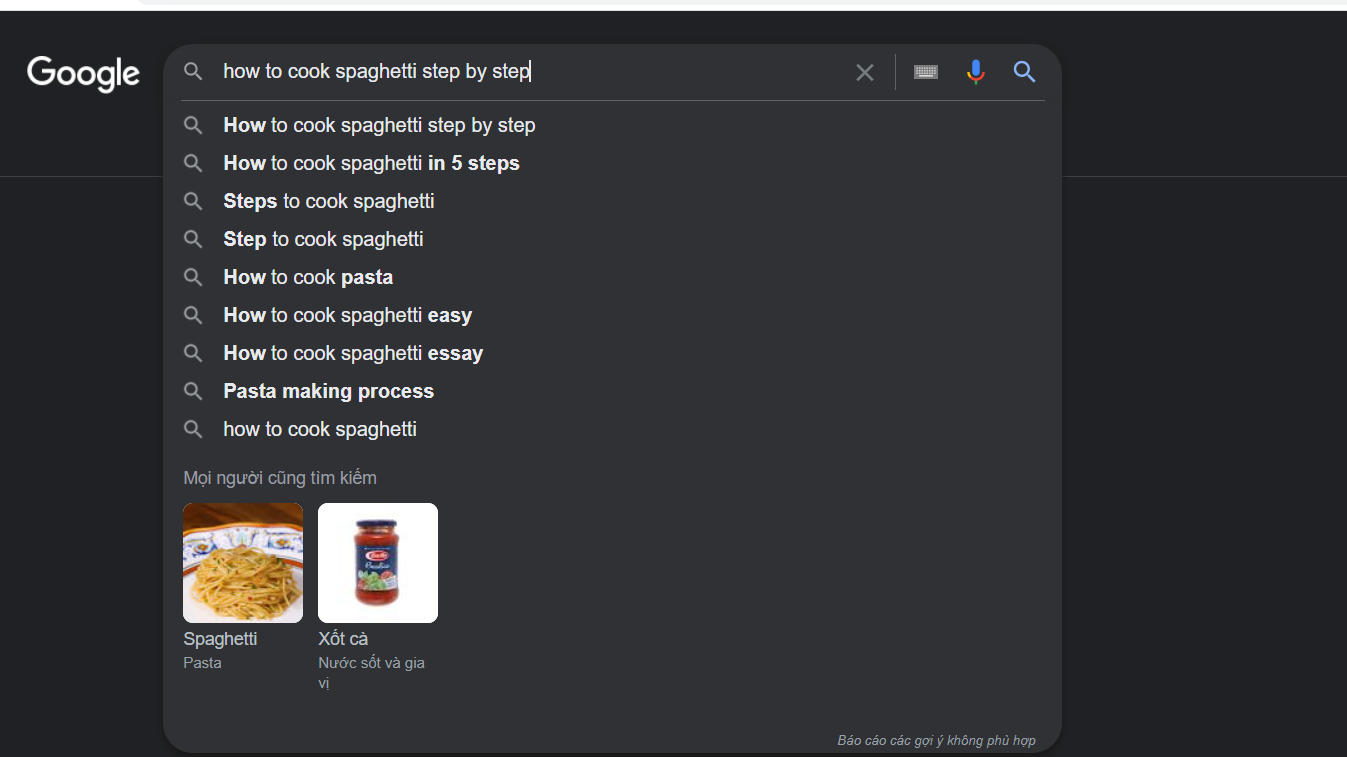 Google
how to cook spaghetti step by step
How to cook spaghetti step by step
How to cook spaghetti in 5 steps
Steps to cook spaghetti
Step to cook spaghetti
How to cook pasta
How to cook spaghetti easy
How to cook spaghetti essay
Pasta making process
how to cook spaghetti
Mọi người cũng tìm kiếm
Spaghetti
Pasta
Xốt cà
Nước sốt và gia
vị
Báo cáo các gợi ý không phù hợp